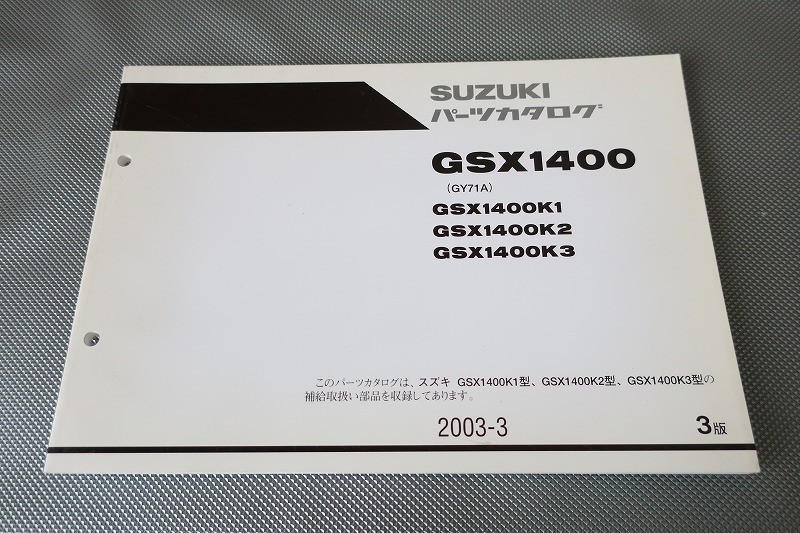 SUZUKI
パーツカタログ
GSX1400
(GY71A)
GSX1400K1
GSX1400K2
GSX1400K3
このパーツカタログは、スズキ GSX1400K1型、GSX1400K2型、GSX1400K3型の
補給取扱い部品を収録してあります。
2003-3
3版